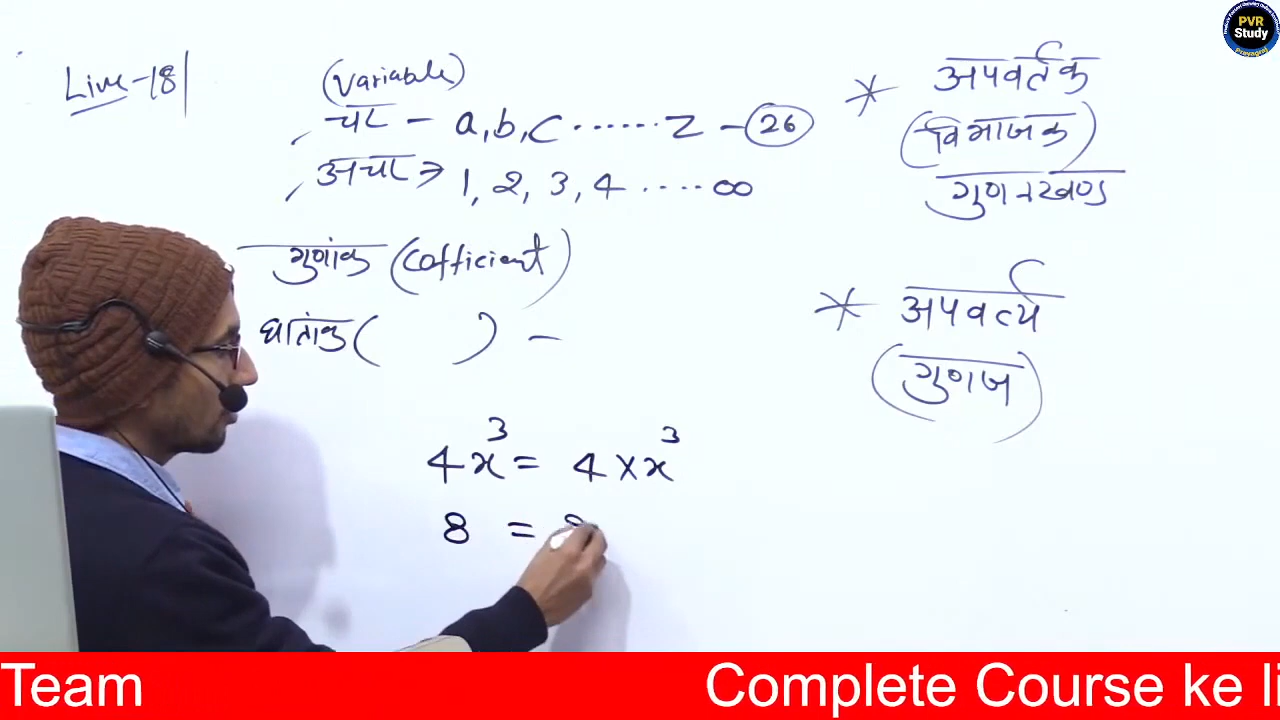 Live-18
(Variable)
चर - a, b, c ...... z - 26
अचर ⇒ 1, 2, 3, 4 .... ∞
गुणांक (Cofficient)
घातांक ( ) -
4x³ = 4 × x³
8 = 8
* अपवर्तक
(विभाजक)
गुणनखण्ड
* अपवर्त्य
(गुणज)
PVR
Study
Prayagraj
Team
Complete Course ke li